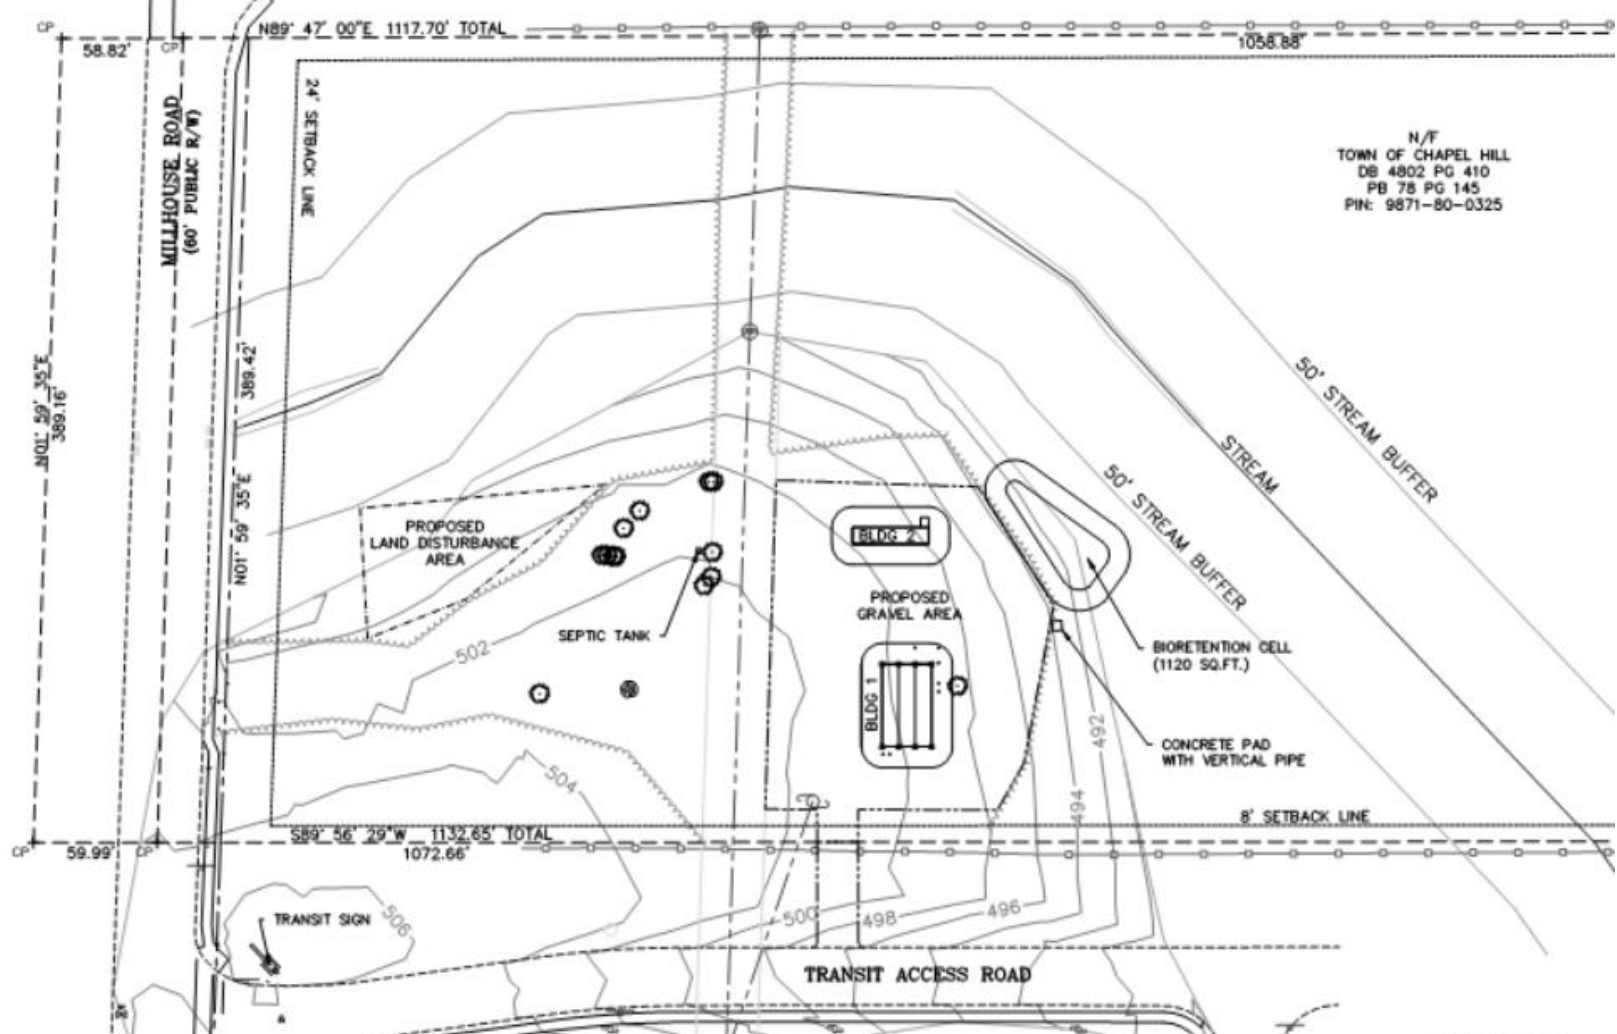 CP
N89° 47' 00"E 1117.70' TOTAL
58.82'
CP
1058.88'
24' SETBACK LINE
MILLHOUSE ROAD
(60' PUBLIC R/W)
N/F
TOWN OF CHAPEL HILL
DB 4802 PG 410
PB 78 PG 145
PIN: 9871-80-0325
N01° 59' 35"E
389.16'
389.42'
N01° 59' 35"E
50' STREAM BUFFER
STREAM
50' STREAM BUFFER
PROPOSED
LAND DISTURBANCE
AREA
BLDG 2
PROPOSED
GRAVEL AREA
SEPTIC TANK
502
BIORETENTION CELL
(1120 SQ.FT.)
BLDG 1
492
CONCRETE PAD
WITH VERTICAL PIPE
504
494
8' SETBACK LINE
S89° 56' 29"W 1132.65' TOTAL
CP
59.99'
CP
1072.66'
506
TRANSIT SIGN
500
498
496
TRANSIT ACCESS ROAD